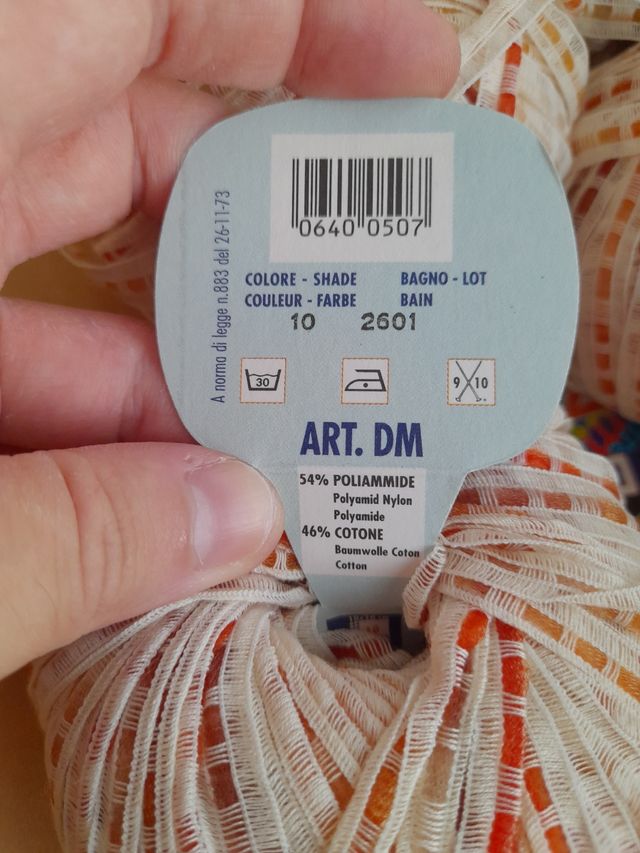 0640 0507
COLORE - SHADE BAGNO - LOT
COULEUR - FARBE BAIN
10 2601
A norma di legge n.883 del 26-11-73
30
9 10
ART. DM
54% POLIAMMIDE
Polyamid Nylon
Polyamide
46% COTONE
Baumwolle Coton
Cotton